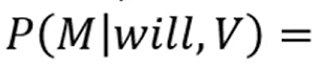 P(M|will, V) =